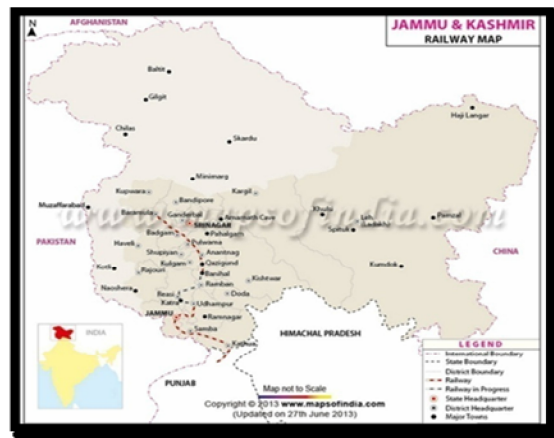 AFGHANISTAN
JAMMU & KASHMIR
RAILWAY MAP
N
Baltit
Gilgit
Haji Langar
Chilas
Skardu
Minimarg
Kupwara
Kargil
Bandipore
Muzaffarabad
Baramula
Ganderbal
Amarnath Cave
Khalsi
Leh
Ladakh
Pamzal
www.mapsofindia.com
SRINAGAR
Spituk
Badgam
Pahalgam
PAKISTAN
Pulwama
Haveli
Shupiyan
Anantnag
CHINA
Kotli
Kulgam
Qazigund
Kumdok
Rajouri
Banihal
Ramban
Kishtwar
Naoshera
Reasi
Doda
Katra
Udhampur
JAMMU
Ramnagar
Samba
HIMACHAL PRADESH
INDIA
Kathua
LEGEND
International Boundary
State Boundary
District Boundary
Railway
Railway in Progress
State Headquarter
District Headquarter
Major Towns
PUNJAB
Map not to Scale
Copyright © 2013 www.mapsofindia.com
(Updated on 27th June 2013)